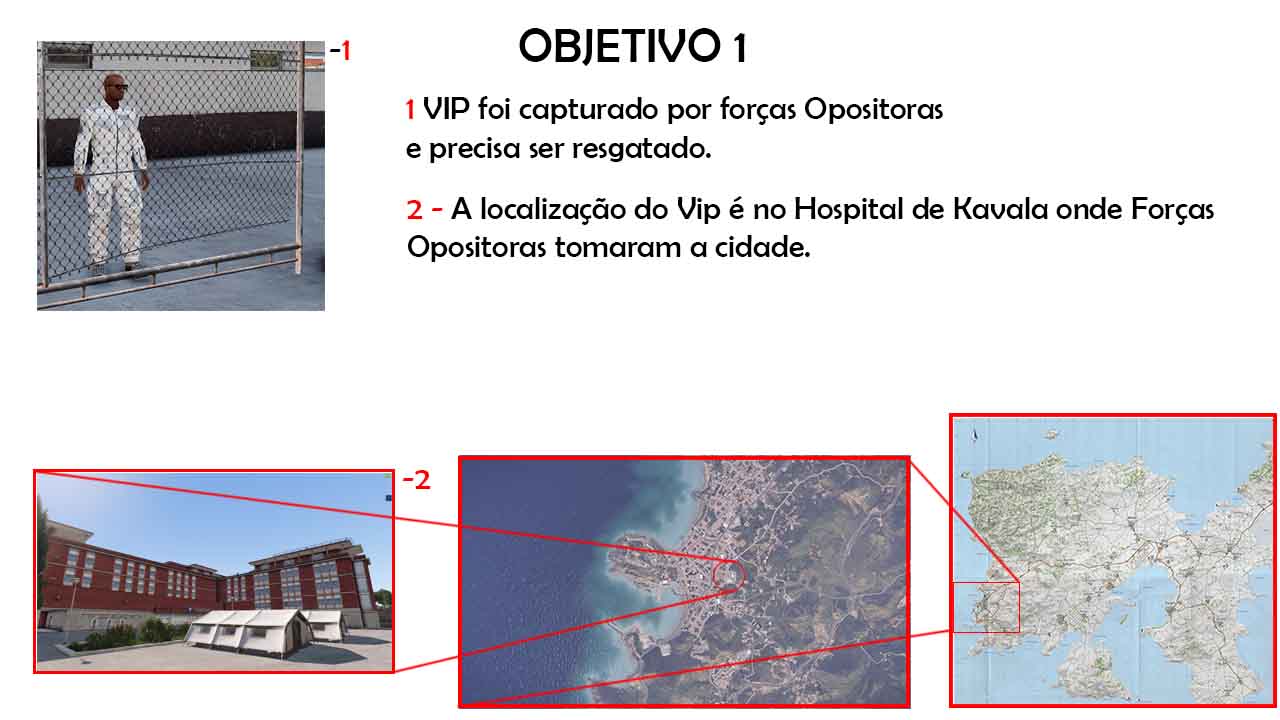 -1
OBJETIVO 1
1 VIP foi capturado por forças Opositoras
e precisa ser resgatado.
2 - A localização do Vip é no Hospital de Kavala onde Forças
Opositoras tomaram a cidade.
-2